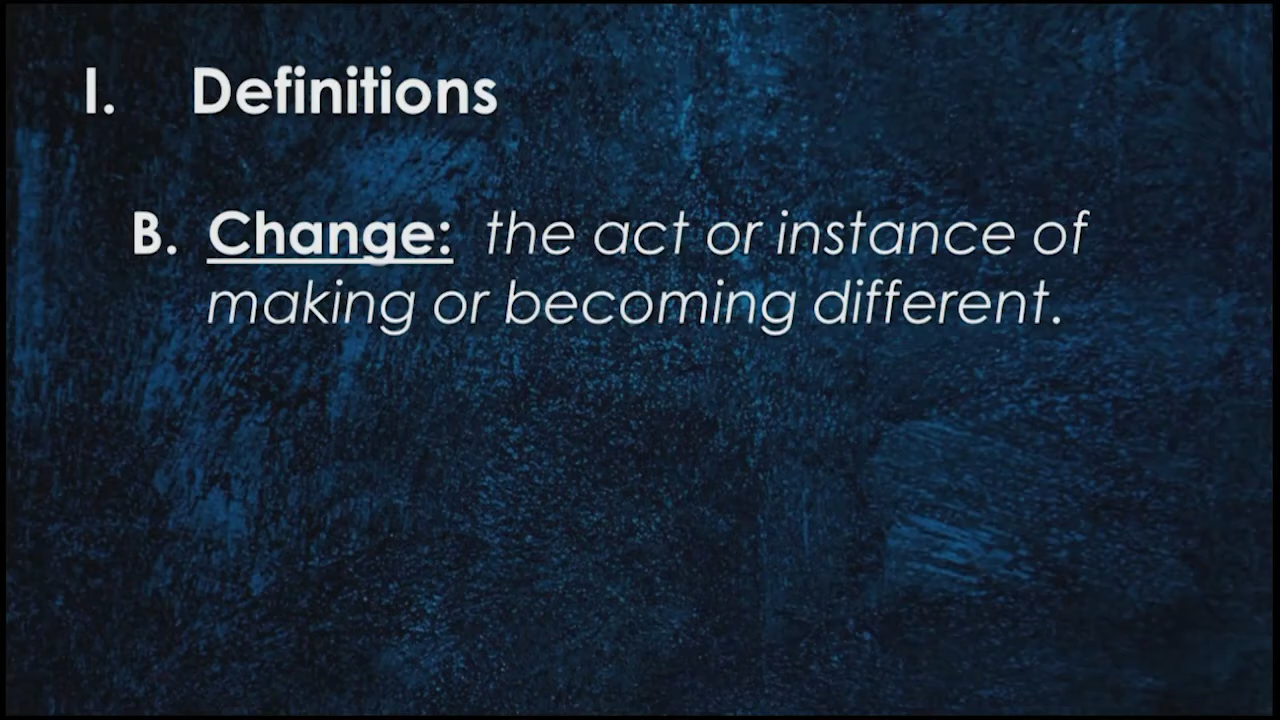 I. Definitions
B. Change: the act or instance of
making or becoming different.